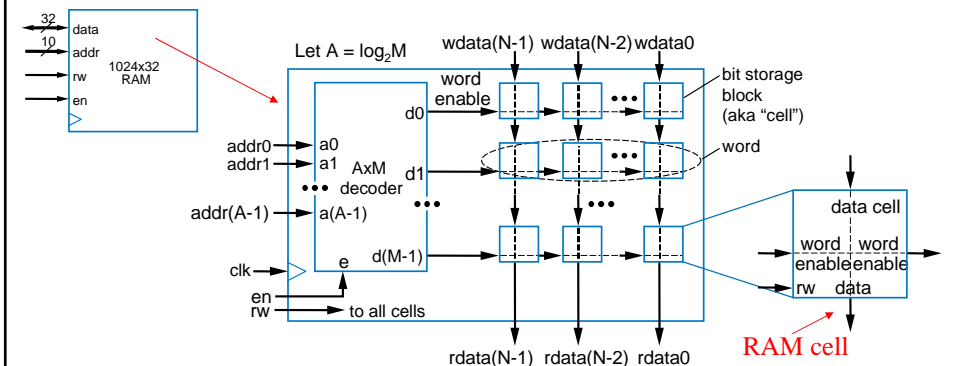 32
data
10
addr
1024x32
RAM
rw
en
Let A = log₂M
wdata(N-1) wdata(N-2) wdata0
word
enable
bit storage
block
(aka “cell”)
d0
word
addr0
a0
addr1
a1
AxM
decoder
d1
addr(A-1)
a(A-1)
d(M-1)
e
clk
en
rw
to all cells
rdata(N-1) rdata(N-2) rdata0
data cell
word word
enable enable
rw data
RAM cell